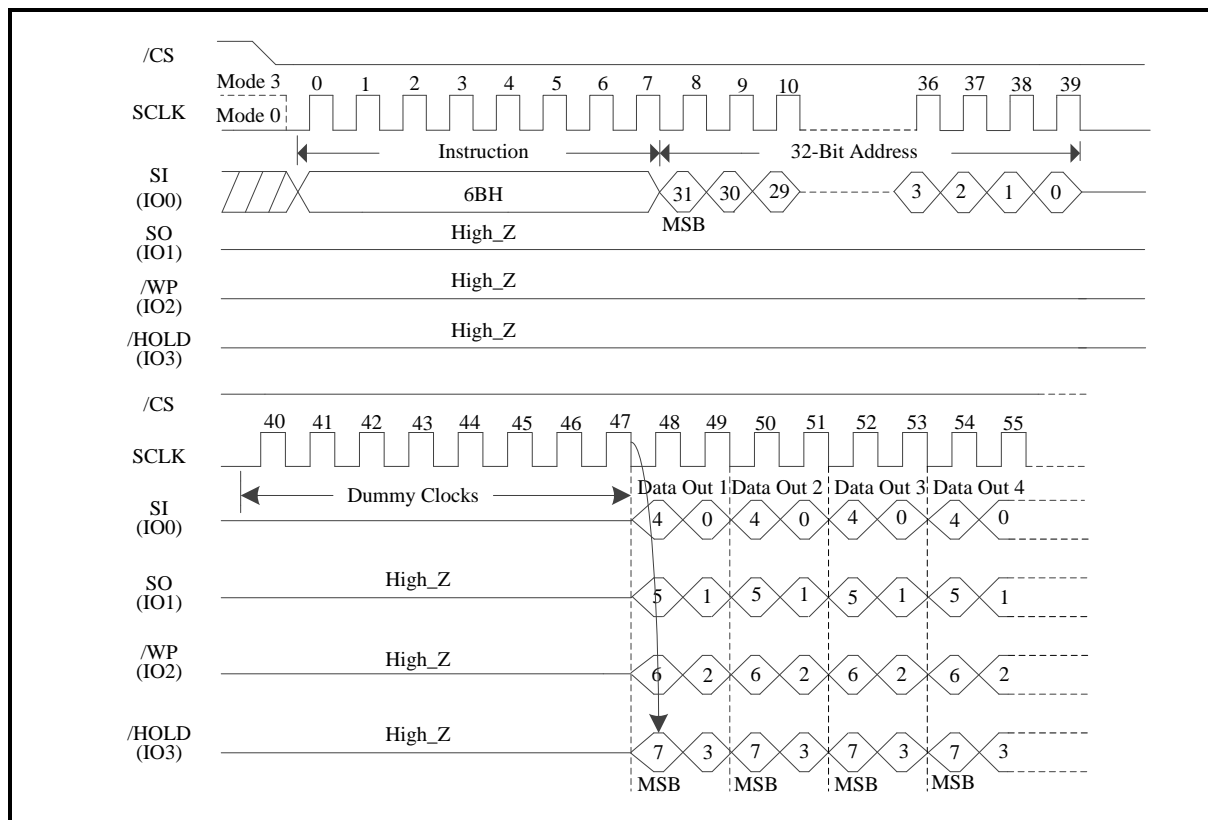 /CS
Mode 3
0 1 2 3 4 5 6 7 8 9 10 36 37 38 39
SCLK
Mode 0
Instruction 32-Bit Address
SI
(IO0)
6BH 31 30 29 3 2 1 0
MSB
SO
(IO1)
High_Z
/WP
(IO2)
High_Z
/HOLD
(IO3)
High_Z
/CS
40 41 42 43 44 45 46 47 48 49 50 51 52 53 54 55
SCLK
Dummy Clocks Data Out 1 Data Out 2 Data Out 3 Data Out 4
SI
(IO0)
4 0 4 0 4 0 4 0
SO
(IO1)
High_Z 5 1 5 1 5 1 5 1
/WP
(IO2)
High_Z 6 2 6 2 6 2 6 2
/HOLD
(IO3)
High_Z 7 3 7 3 7 3 7 3
MSB MSB MSB MSB